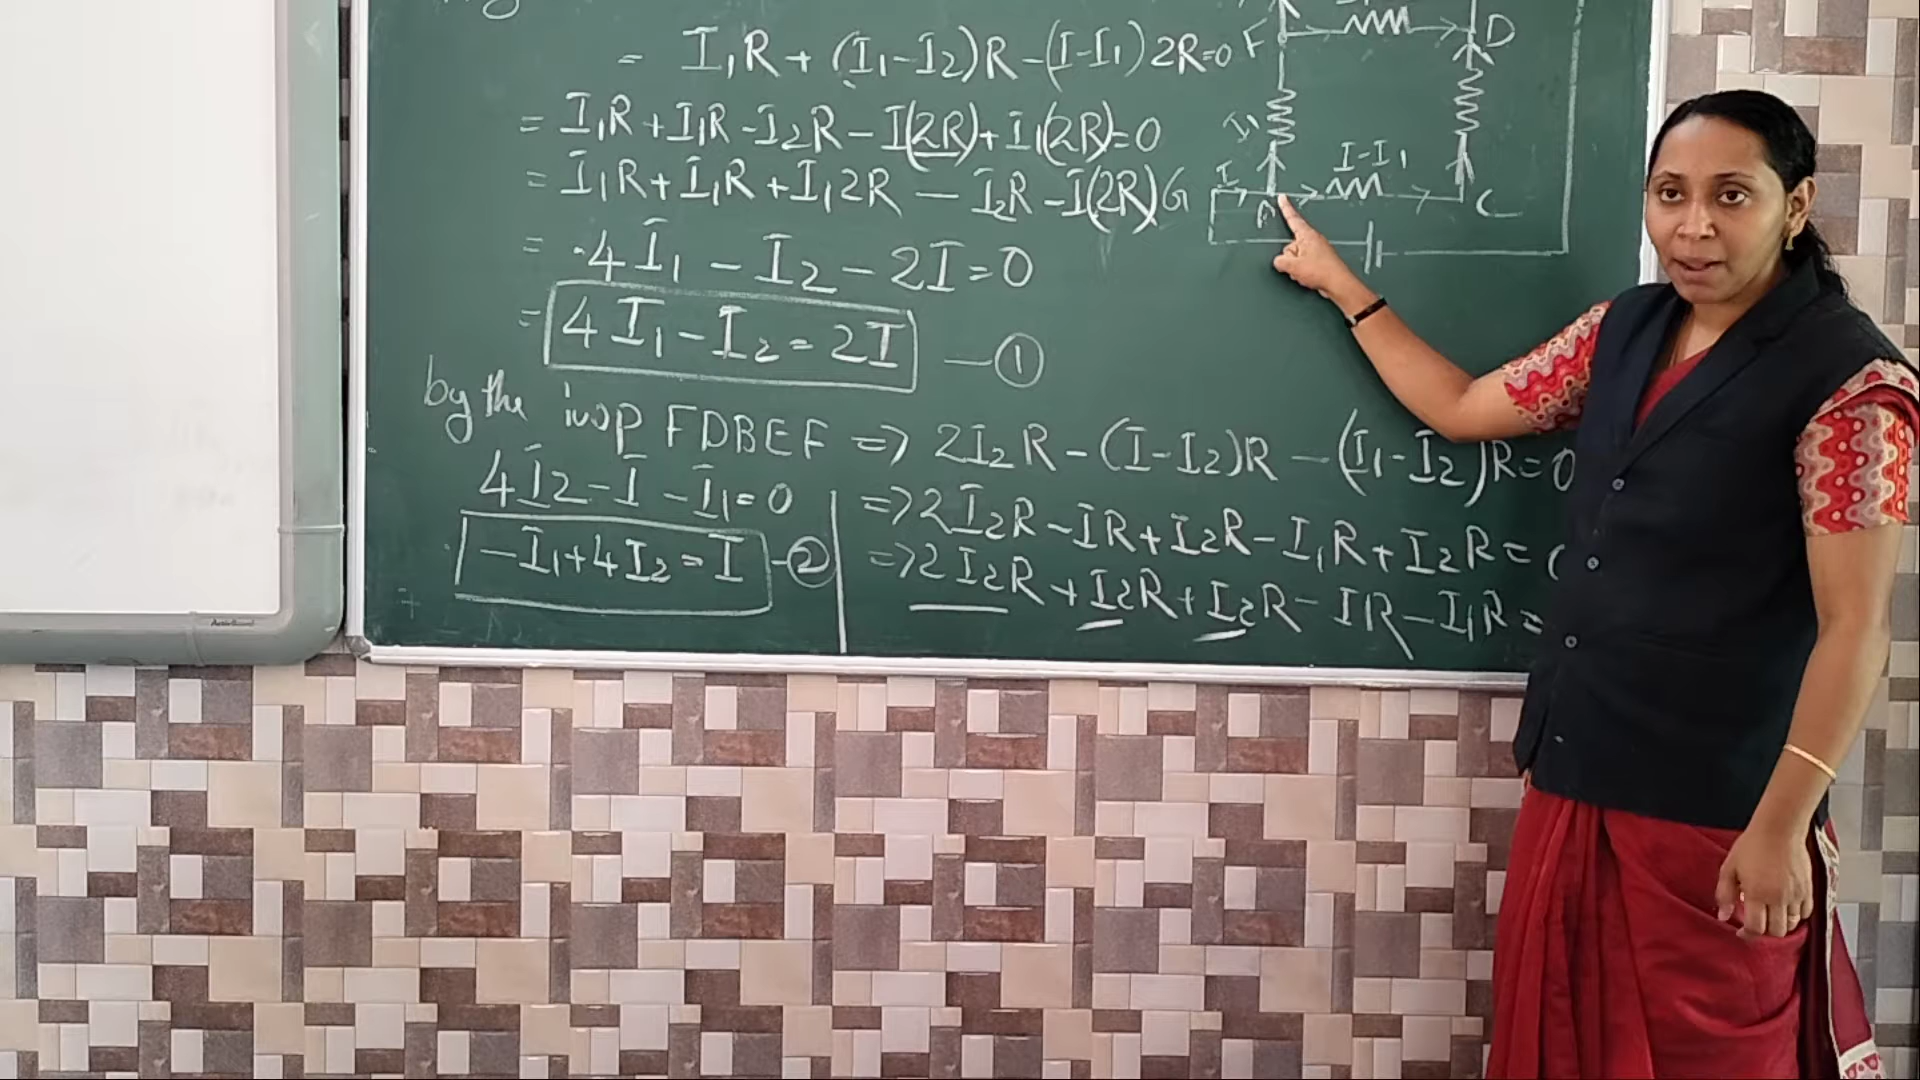 = I₁R + (I₁-I₂)R -(I-I₁) 2R=0
= I₁R + I₁R - I₂R - I(2R) + I₁(2R)=0
= I₁R + I₁R + I₁2R - I₂R - I(2R)
= 4I₁ - I₂ - 2I = 0
= 4I₁ - I₂ = 2I — ①
by the loop FDBEF => 2I₂R - (I-I₂)R - (I₁-I₂)R=0
4I₂ - I - I₁ = 0
-I₁ + 4I₂ = I - ②
=> 2I₂R - IR + I₂R - I₁R + I₂R =
=> 2I₂R + I₂R + I₂R - IR - I₁R =
F
D
I₁
I-I₁
I
G
A
C
ActivBoard